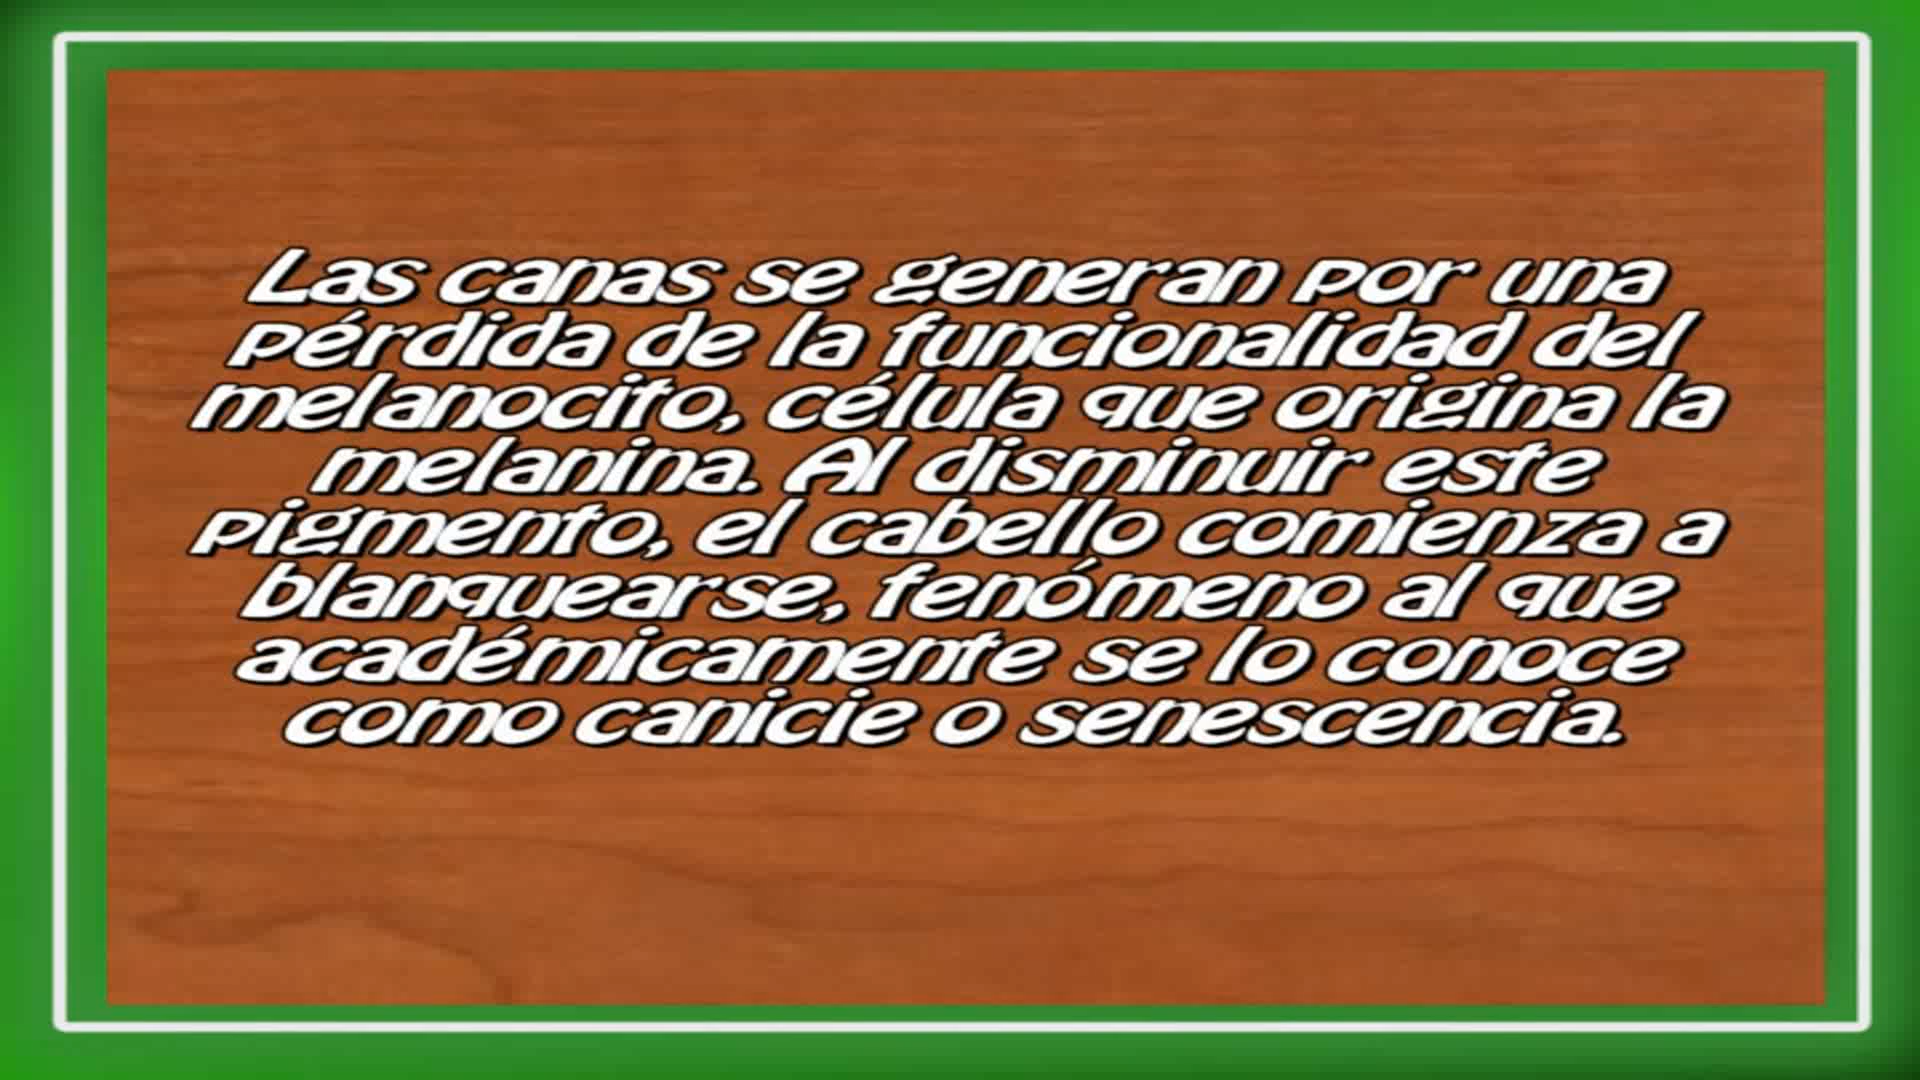 Las canas se generan por una
pérdida de la funcionalidad del
melanocito, célula que origina la
melanina. Al disminuir este
pigmento, el cabello comienza a
blanquearse, fenómeno al que
académicamente se lo conoce
como canicie o senescencia.